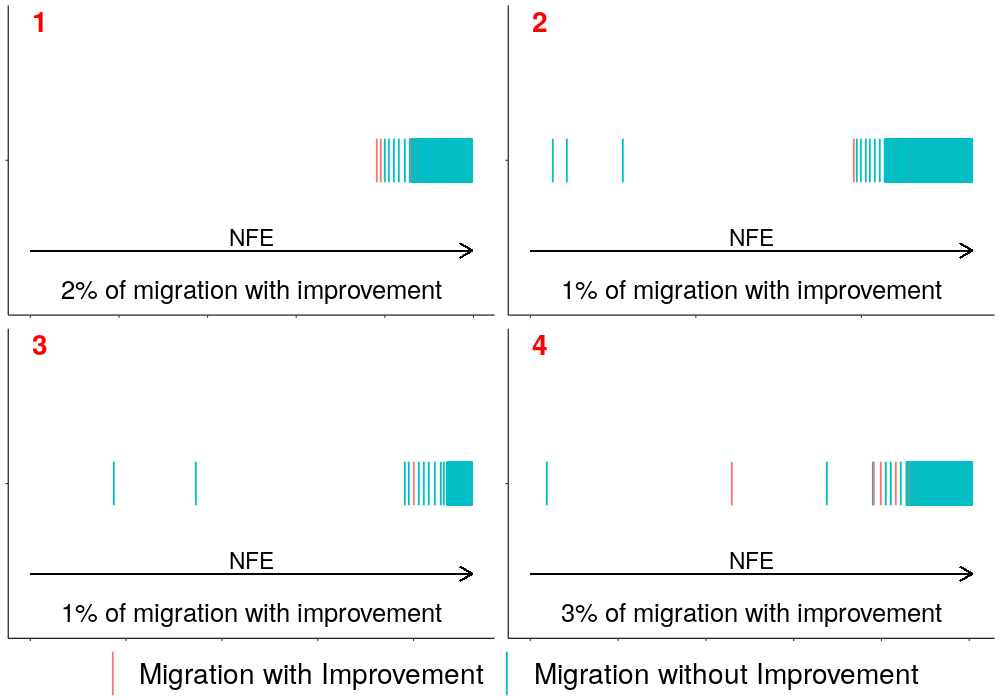 1
NFE
2% of migration with improvement
2
NFE
1% of migration with improvement
3
NFE
1% of migration with improvement
4
NFE
3% of migration with improvement
Migration with Improvement
Migration without Improvement